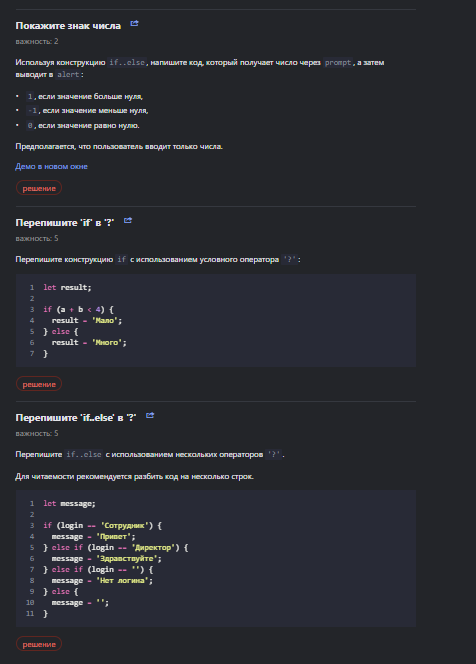 Покажите знак числа
важность: 2
Используя конструкцию if..else, напишите код, который получает число через prompt, а затем
выводит в alert:
• 1, если значение больше нуля,
• -1, если значение меньше нуля,
• 0, если значение равно нулю.
Предполагается, что пользователь вводит только числа.
Демо в новом окне
решение
Перепишите 'if' в '?'
важность: 5
Перепишите конструкцию if с использованием условного оператора '?':
1 let result;
2
3 if (a + b < 4) {
4 result = 'Мало';
5 } else {
6 result = 'Много';
7 }
решение
Перепишите 'if..else' в '?'
важность: 5
Перепишите if..else с использованием нескольких операторов '?'.
Для читаемости рекомендуется разбить код на несколько строк.
1 let message;
2
3 if (login == 'Сотрудник') {
4 message = 'Привет';
5 } else if (login == 'Директор') {
6 message = 'Здравствуйте';
7 } else if (login == '') {
8 message = 'Нет логина';
9 } else {
10 message = '';
11 }
решение